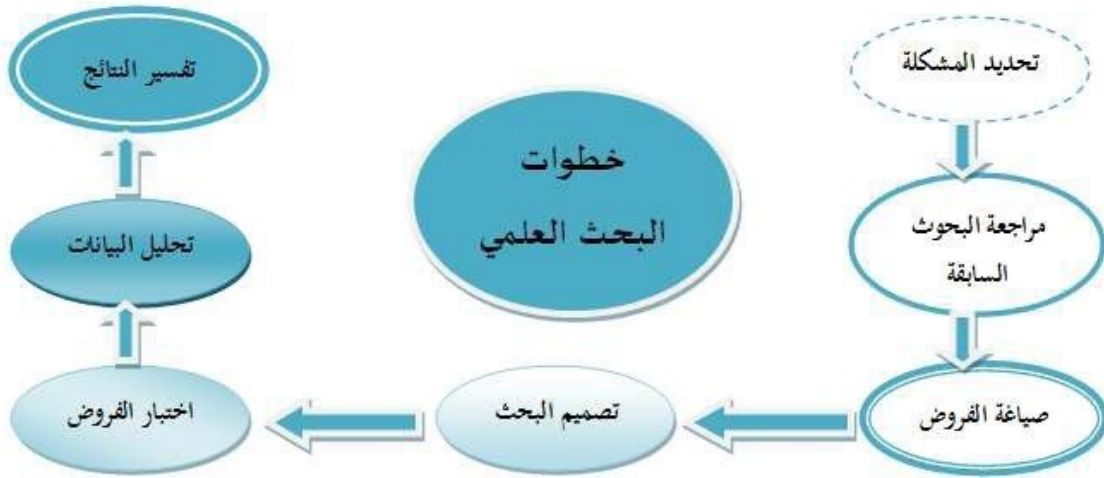 خطوات
البحث العلمي
تحديد المشكلة
مراجعة البحوث
السابقة
صياغة الفروض
تصميم البحث
اختبار الفروض
تحليل البيانات
تفسير النتائج